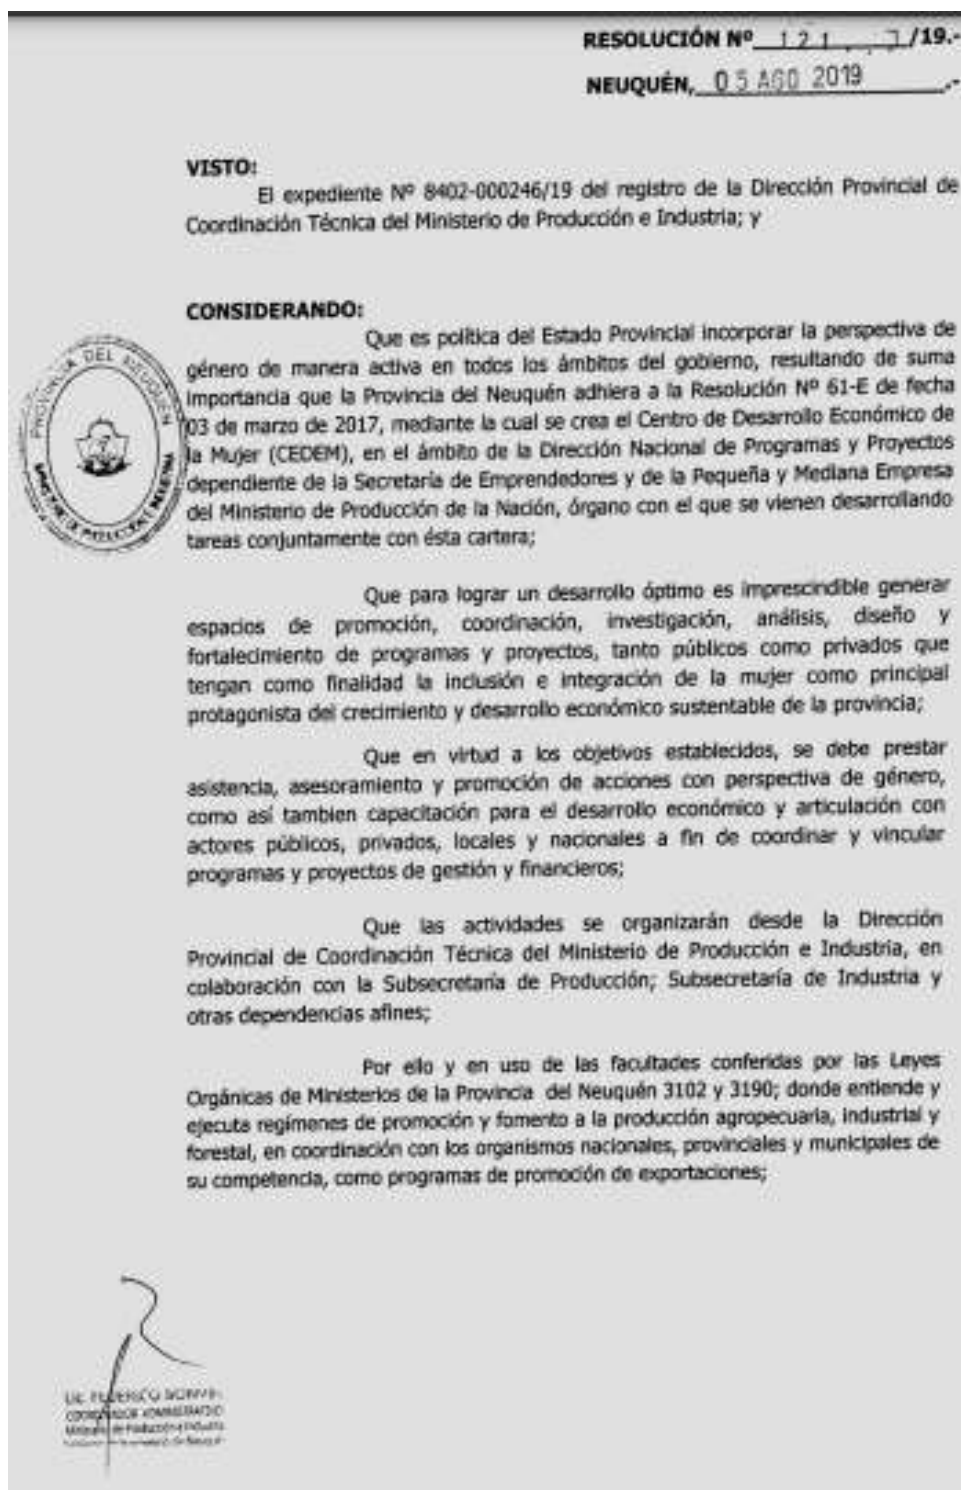 RESOLUCIÓN Nº 121 /19.-
NEUQUÉN, 05 AGO 2019 .-
VISTO:
El expediente Nº 8402-000246/19 del registro de la Dirección Provincial de
Coordinación Técnica del Ministerio de Producción e Industria; y
CONSIDERANDO:
Que es política del Estado Provincial incorporar la perspectiva de
género de manera activa en todos los ámbitos del gobierno, resultando de suma
importancia que la Provincia del Neuquén adhiera a la Resolución Nº 61-E de fecha
03 de marzo de 2017, mediante la cual se crea el Centro de Desarrollo Económico de
la Mujer (CEDEM), en el ámbito de la Dirección Nacional de Programas y Proyectos
dependiente de la Secretaría de Emprendedores y de la Pequeña y Mediana Empresa
del Ministerio de Producción de la Nación, órgano con el que se vienen desarrollando
tareas conjuntamente con ésta cartera;
PROVINCIA DEL NEUQUEN
MINISTERIO DE PRODUCCION E INDUSTRIA
Que para lograr un desarrollo óptimo es imprescindible generar
espacios de promoción, coordinación, investigación, análisis, diseño y
fortalecimiento de programas y proyectos, tanto públicos como privados que
tengan como finalidad la inclusión e integración de la mujer como principal
protagonista del crecimiento y desarrollo económico sustentable de la provincia;
Que en virtud a los objetivos establecidos, se debe prestar
asistencia, asesoramiento y promoción de acciones con perspectiva de género,
como así tambien capacitación para el desarrollo económico y articulación con
actores públicos, privados, locales y nacionales a fin de coordinar y vincular
programas y proyectos de gestión y financieros;
Que las actividades se organizarán desde la Dirección
Provincial de Coordinación Técnica del Ministerio de Producción e Industria, en
colaboración con la Subsecretaría de Producción; Subsecretaría de Industria y
otras dependencias afines;
Por ello y en uso de las facultades conferidas por las Leyes
Orgánicas de Ministerios de la Provincia del Neuquén 3102 y 3190; donde entiende y
ejecuta regímenes de promoción y fomento a la producción agropecuaria, industrial y
forestal, en coordinación con los organismos nacionales, provinciales y municipales de
su competencia, como programas de promoción de exportaciones;
LIC. FEDERICO
COORDINADOR ADMINISTRATIVO
Ministerio de Producción e Industria